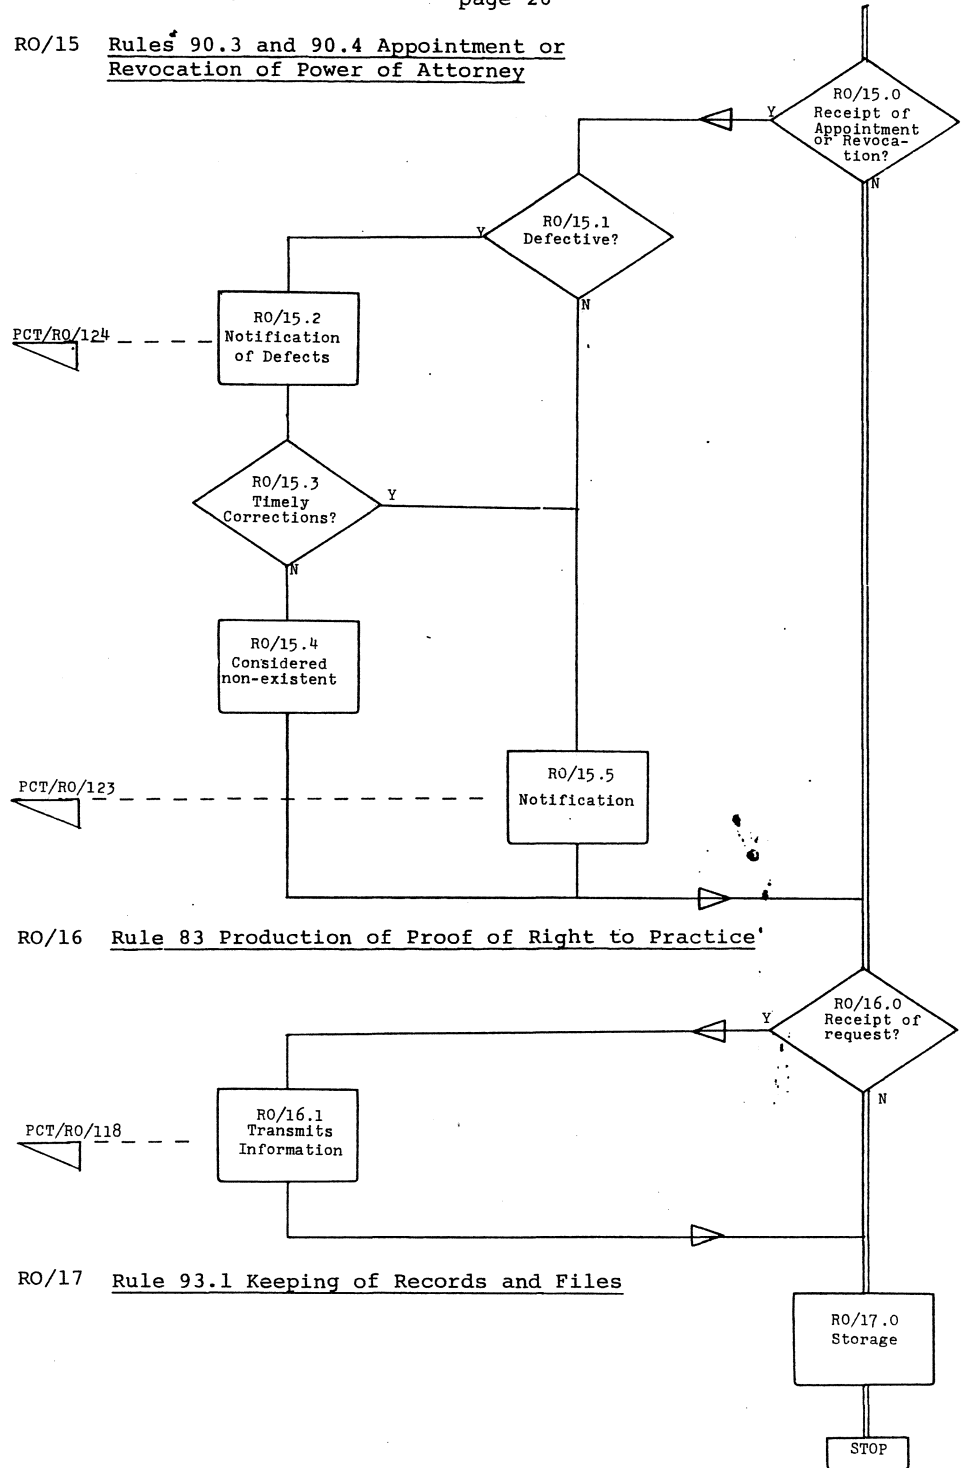 page 20
RO/15 Rules 90.3 and 90.4 Appointment or
Revocation of Power of Attorney
RO/15.0
Receipt of
Appointment
or Revoca-
tion?
Y
N
RO/15.1
Defective?
Y
N
RO/15.2
Notification
of Defects
PCT/RO/124
RO/15.3
Timely
Corrections?
Y
N
RO/15.4
Considered
non-existent
RO/15.5
Notification
PCT/RO/123
RO/16 Rule 83 Production of Proof of Right to Practice
RO/16.0
Receipt of
request?
Y
N
RO/16.1
Transmits
Information
PCT/RO/118
RO/17 Rule 93.1 Keeping of Records and Files
RO/17.0
Storage
STOP